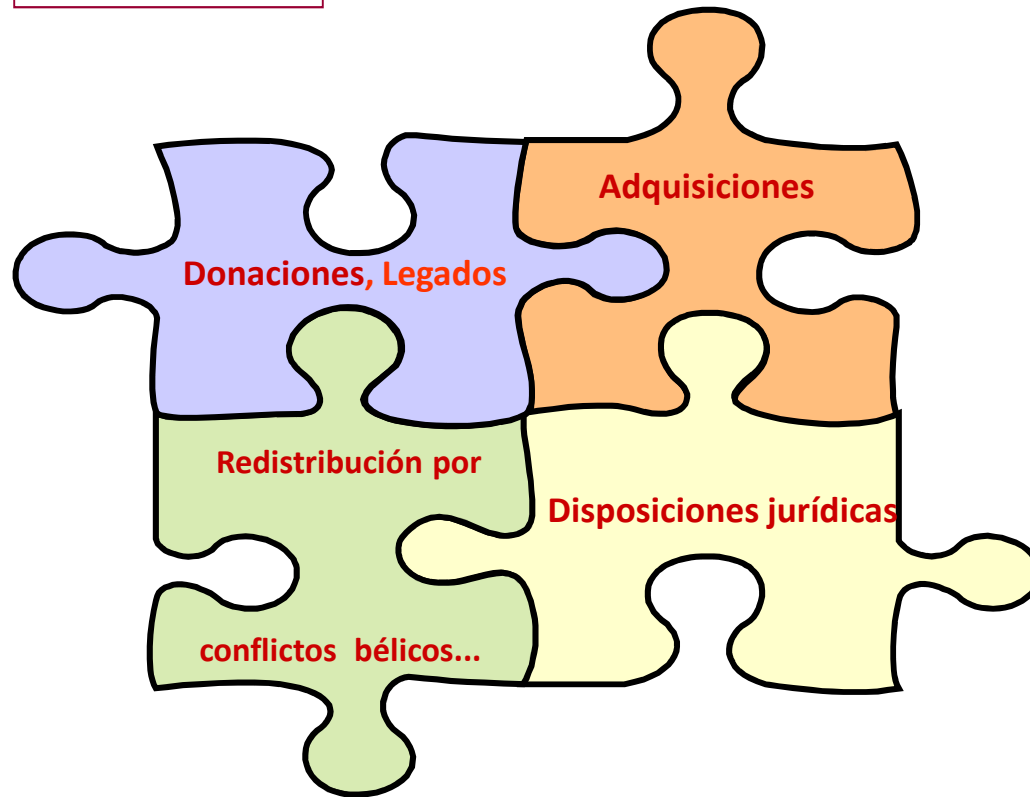 Adquisiciones
Donaciones, Legados
Redistribución por
Disposiciones jurídicas
conflictos bélicos...